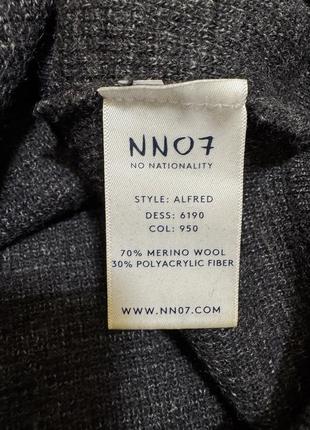 NN07
NO NATIONALITY
STYLE: ALFRED
DESS: 6190
COL: 950
70% MERINO WOOL
30% POLYACRYLIC FIBER
WWW.NN07.COM